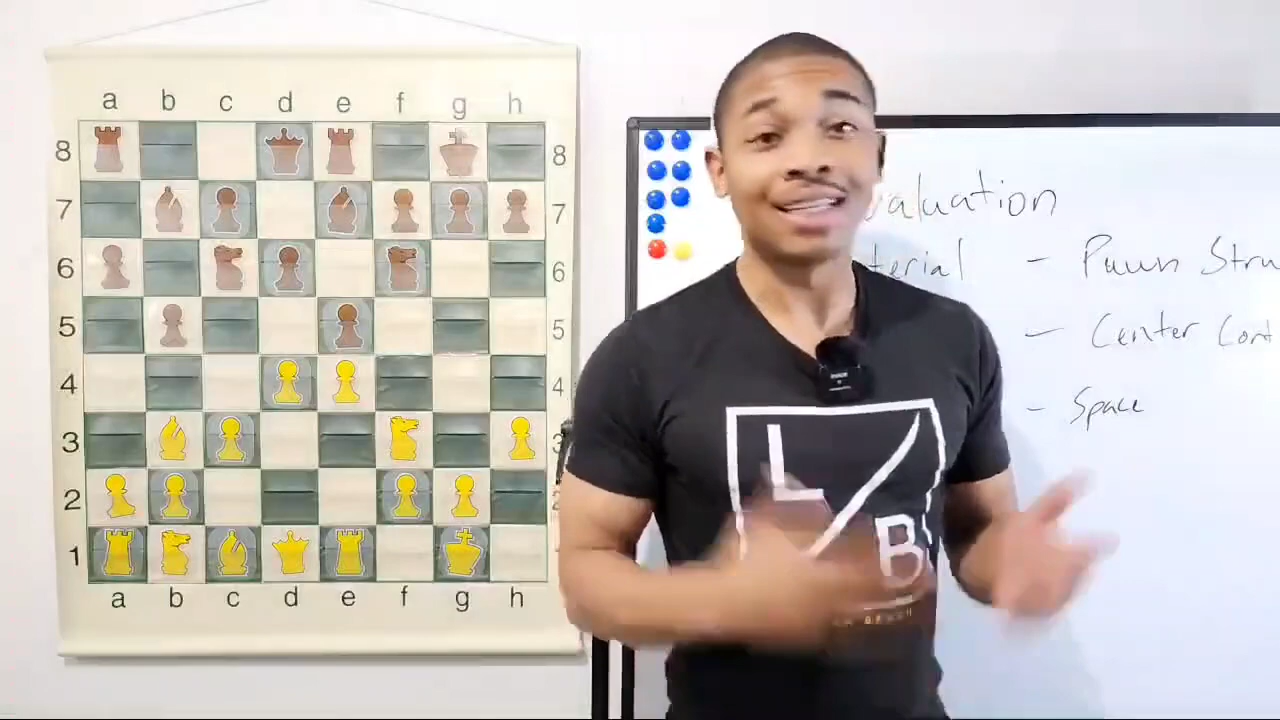 a b c d e f g h
8 8
7 7
6 6
5 5
4 4
3 3
2 2
1 1
a b c d e f g h
valuation
terial - Pawn Stru
- Center Cont
- Space
L
B